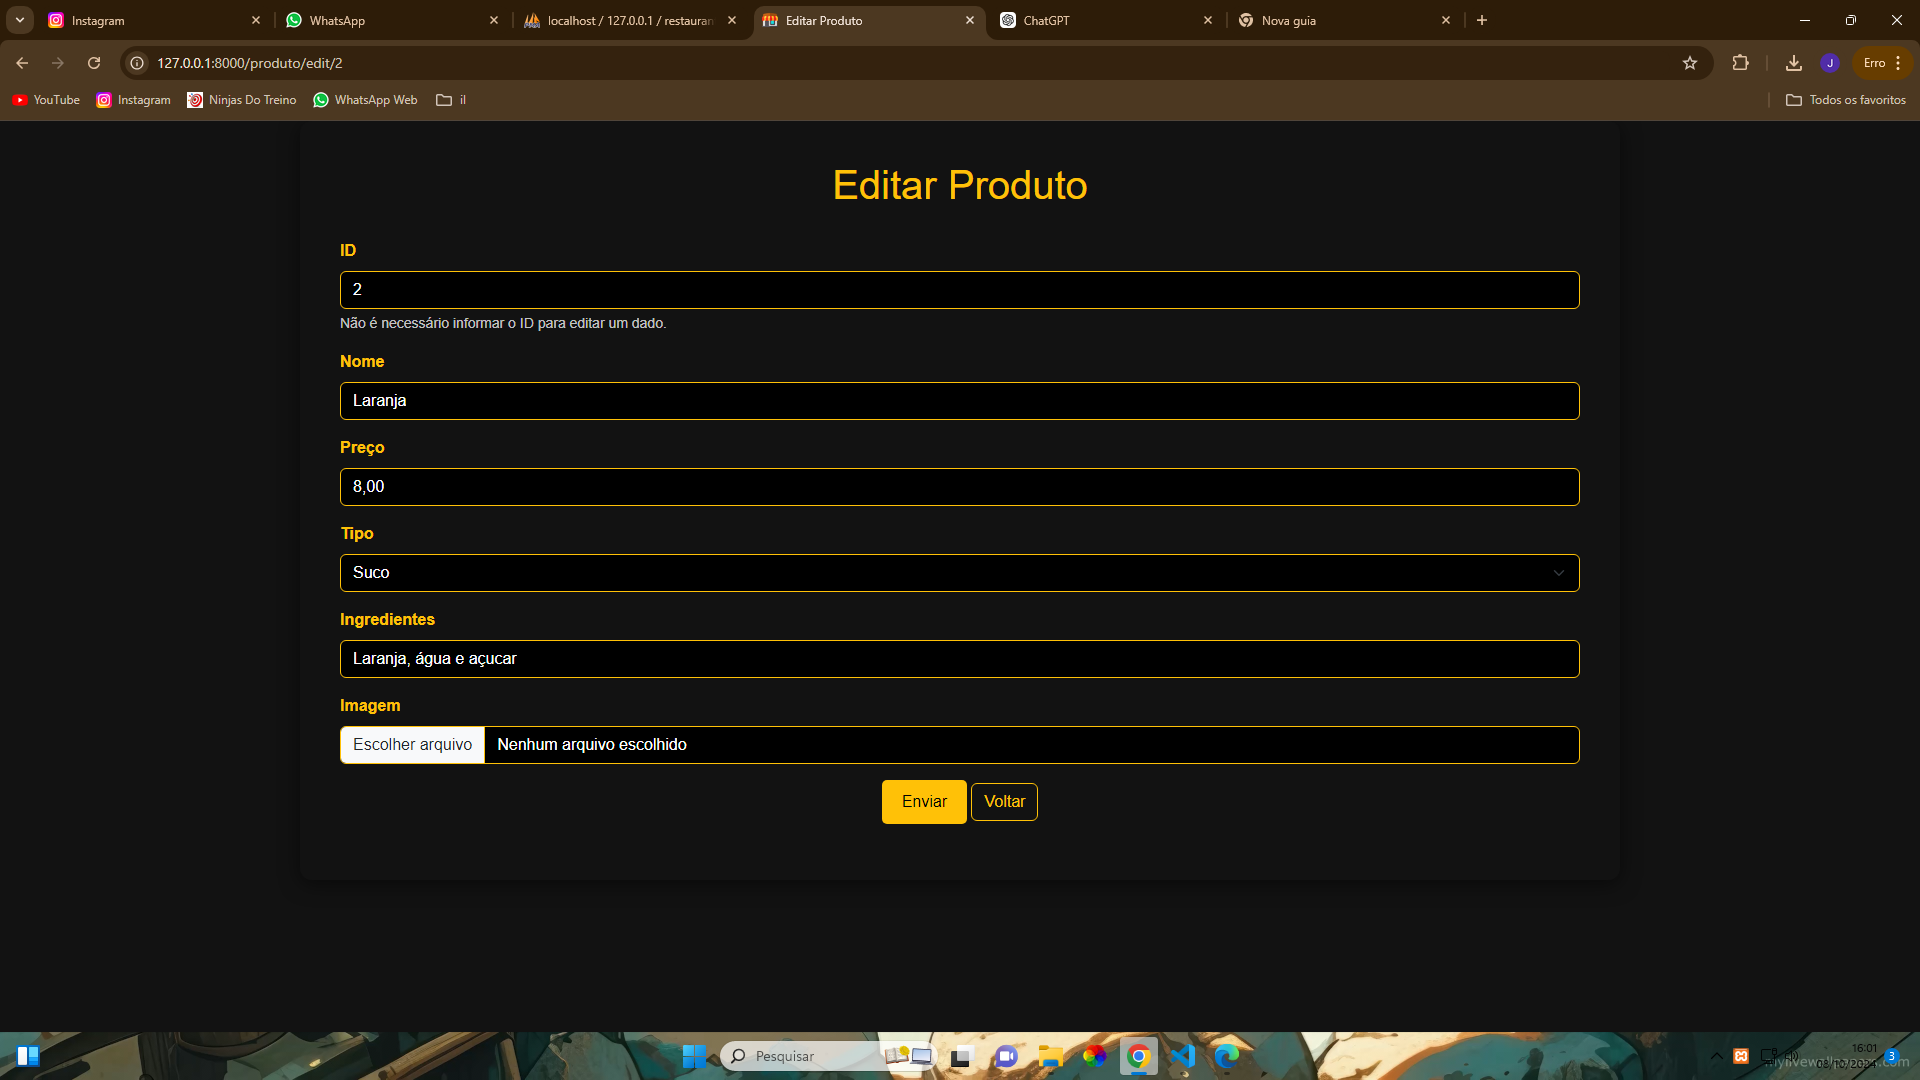 Instagram
WhatsApp
localhost / 127.0.0.1 / restauran
Editar Produto
ChatGPT
Nova guia
127.0.0.1:8000/produto/edit/2
J
Erro
YouTube
Instagram
Ninjas Do Treino
WhatsApp Web
il
Todos os favoritos
Editar Produto
ID
2
Não é necessário informar o ID para editar um dado.
Nome
Laranja
Preço
8,00
Tipo
Suco
Ingredientes
Laranja, água e açucar
Imagem
Escolher arquivo Nenhum arquivo escolhido
Enviar Voltar
Pesquisar
16:01
3